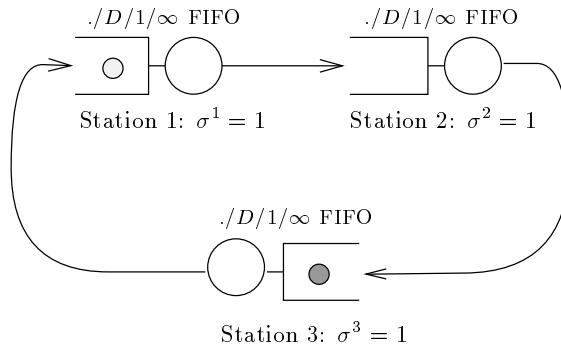 ./D/1/∞ FIFO
./D/1/∞ FIFO
Station 1: σ¹ = 1
Station 2: σ² = 1
./D/1/∞ FIFO
Station 3: σ³ = 1